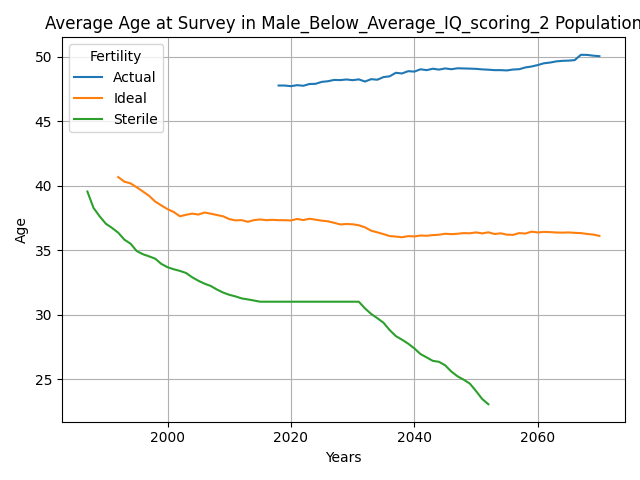 Average Age at Survey in Male_Below_Average_IQ_scoring_2 Population
Fertility
Actual
Ideal
Sterile
50
45
40
35
30
25
Age
2000
2020
2040
2060
Years